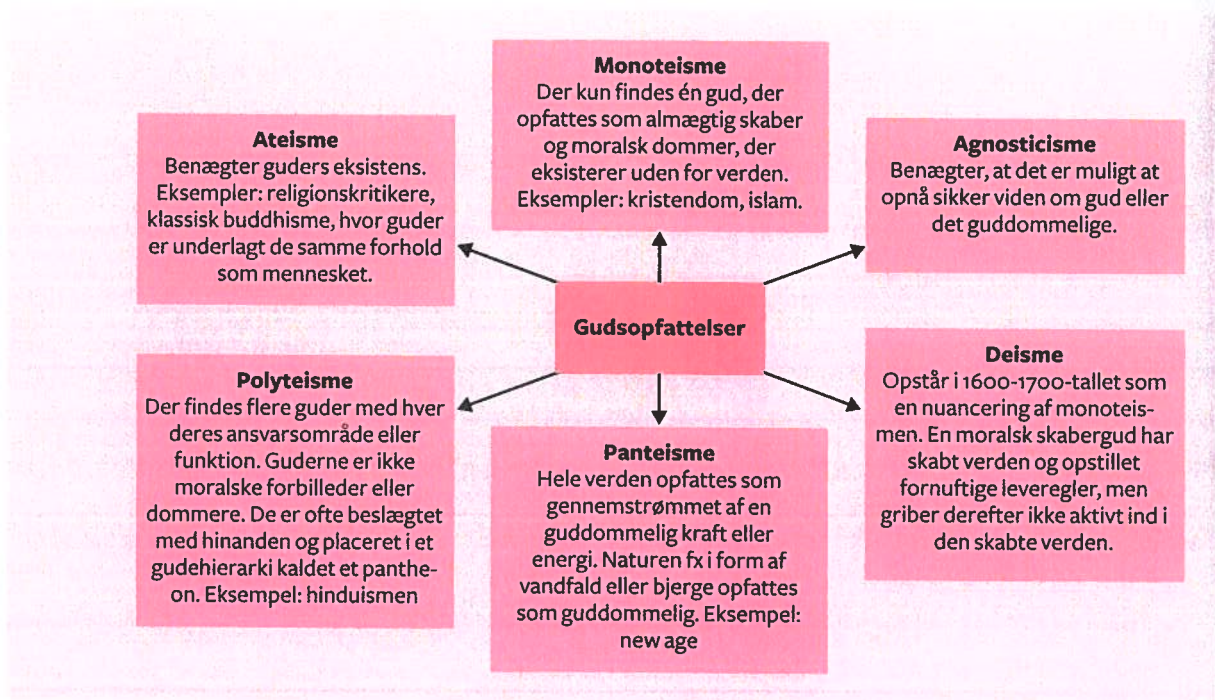 Monoteisme
Der kun findes én gud, der
opfattes som almægtig skaber
og moralsk dommer, der
eksisterer uden for verden.
Eksempler: kristendom, islam.
Ateisme
Benægter guders eksistens.
Eksempler: religionskritikere,
klassisk buddhisme, hvor guder
er underlagt de samme forhold
som mennesket.
Agnosticisme
Benægter, at det er muligt at
opnå sikker viden om gud eller
det guddommelige.
Gudsopfattelser
Polyteisme
Der findes flere guder med hver
deres ansvarsområde eller
funktion. Guderne er ikke
moralske forbilleder eller
dommere. De er ofte beslægtet
med hinanden og placeret i et
gudehierarki kaldet et panthe-
on. Eksempel: hinduismen
Panteisme
Hele verden opfattes som
gennemstrømmet af en
guddommelig kraft eller
energi. Naturen fx i form af
vandfald eller bjerge opfattes
som guddommelig. Eksempel:
new age
Deisme
Opstår i 1600-1700-tallet som
en nuancering af monoteis-
men. En moralsk skabergud har
skabt verden og opstillet
fornuftige leveregler, men
griber derefter ikke aktivt ind i
den skabte verden.